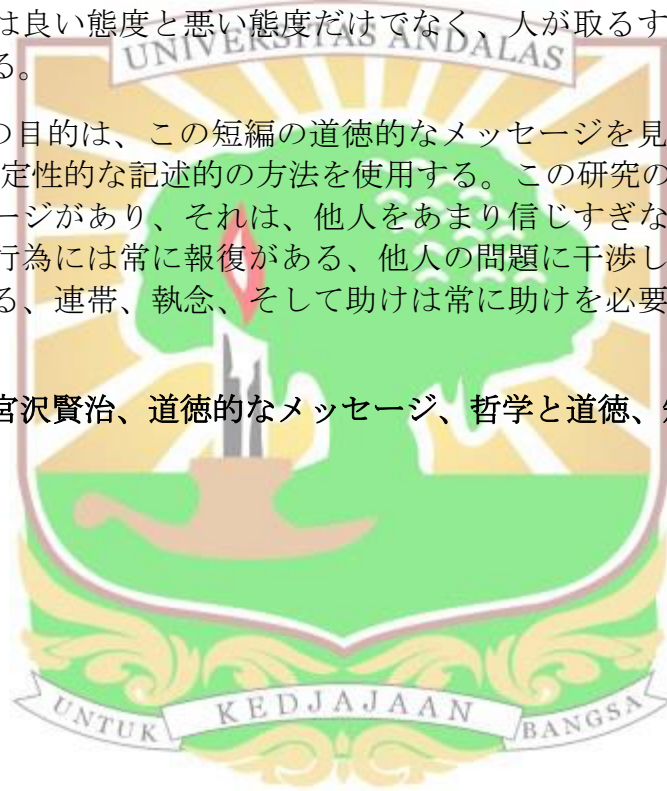 は良い態度と悪い態度だけでなく、人が取るす
る。
UNIVERSITAS ANDALAS
の目的は、この短編の道徳的なメッセージを見
定性的な記述的の方法を使用する。この研究の
ージがあり、それは、他人をあまり信じすぎな
行為には常に報復がある、他人の問題に干渉し
る、連帯、執念、そして助けは常に助けを必要
宮沢賢治、道徳的なメッセージ、哲学と道徳、
UNTUK KEDJAJAAN BANGSA